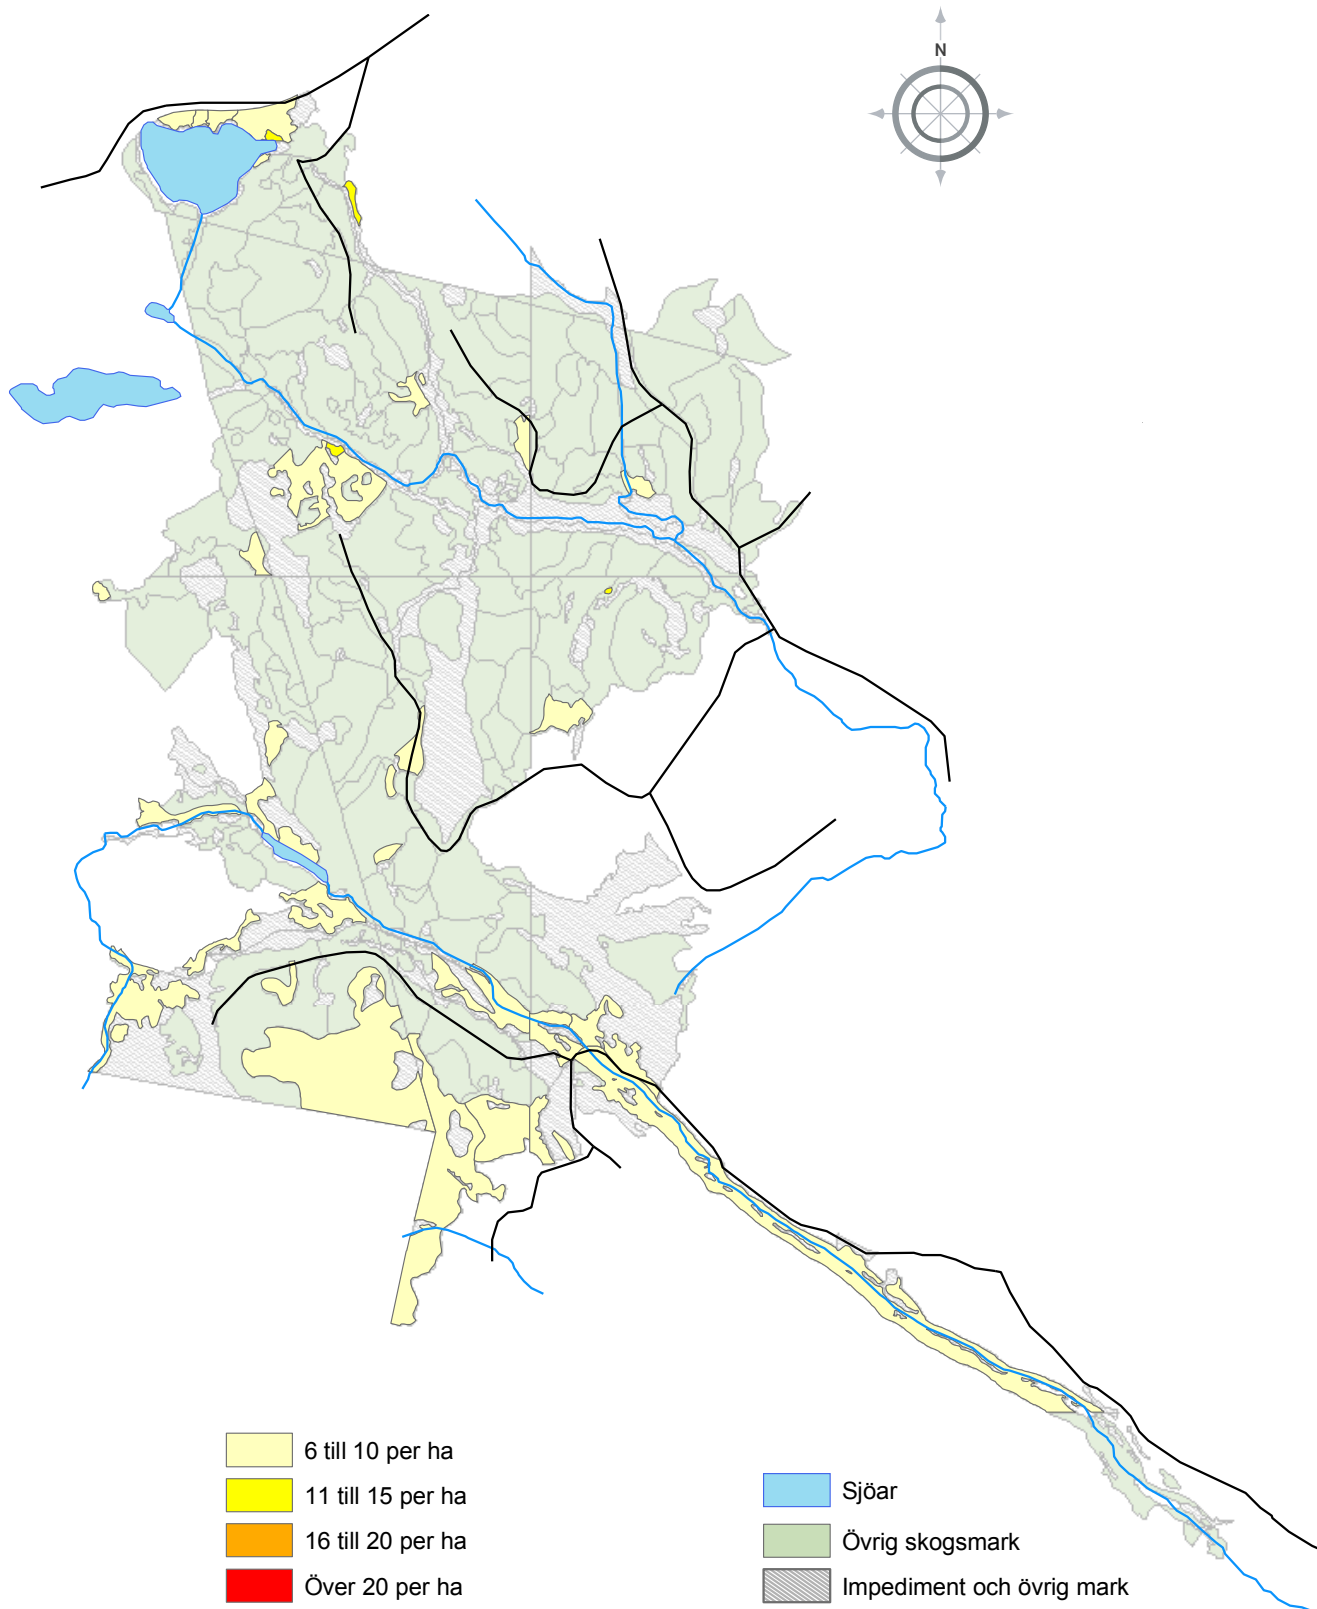 N
6 till 10 per ha
11 till 15 per ha
16 till 20 per ha
Över 20 per ha
Sjöar
Övrig skogsmark
Impediment och övrig mark